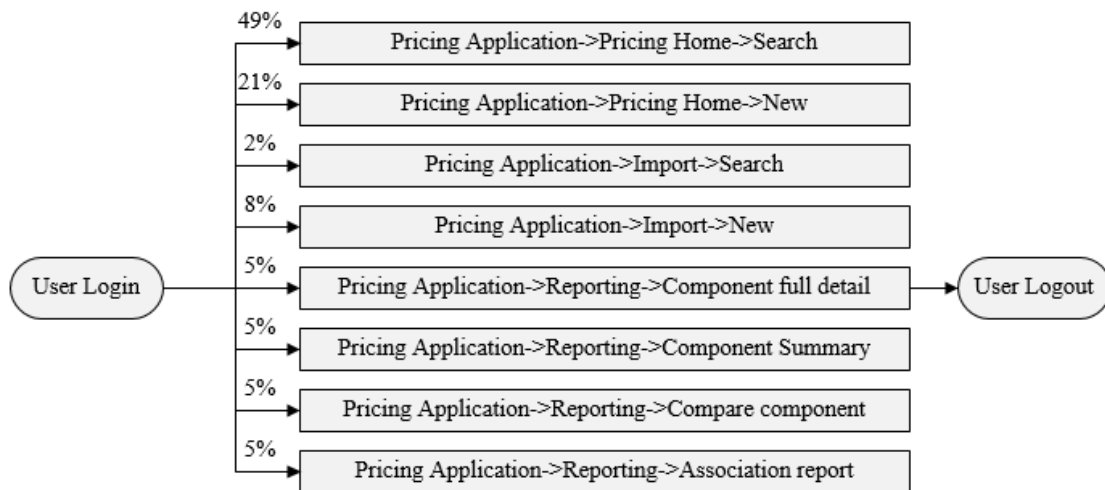 49%
Pricing Application->Pricing Home->Search
21%
Pricing Application->Pricing Home->New
2%
Pricing Application->Import->Search
8%
Pricing Application->Import->New
User Login
5%
Pricing Application->Reporting->Component full detail
User Logout
5%
Pricing Application->Reporting->Component Summary
5%
Pricing Application->Reporting->Compare component
5%
Pricing Application->Reporting->Association report